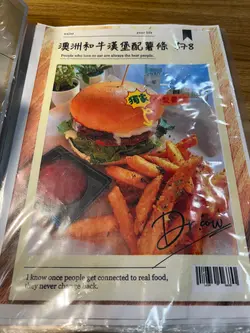 澳洲和牛漢堡配薯條 $78
People who love to eat are always the best people.
獨家
I know once people get connected to real food,
they never change back.